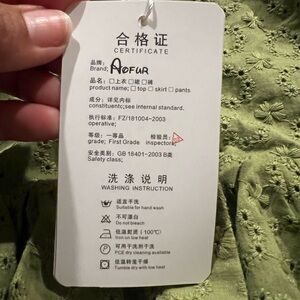 合格证
CERTIFICATE
品牌:
Brand: AOFUR
品名:□上衣 □裙 □裤
product name: □ top □ skirt □ pants
成分:详见内标
constituents;see internal standard.
执行标准:FZ/181004-2003
operative;
等级:一等品 检验员:
grade; First Grade inspector;
安全类别:GB 18401-2003 B类
Safety class;
洗涤说明
WASHING INSTRUCTION
适宜手洗
Suitable for hand wash
不可漂白
Do not bleach
低温熨烫(100℃)
Iron on low heat
可用干洗剂干洗
PCE dry cleaning available
低温转笼干燥
Tumble dry with low heat